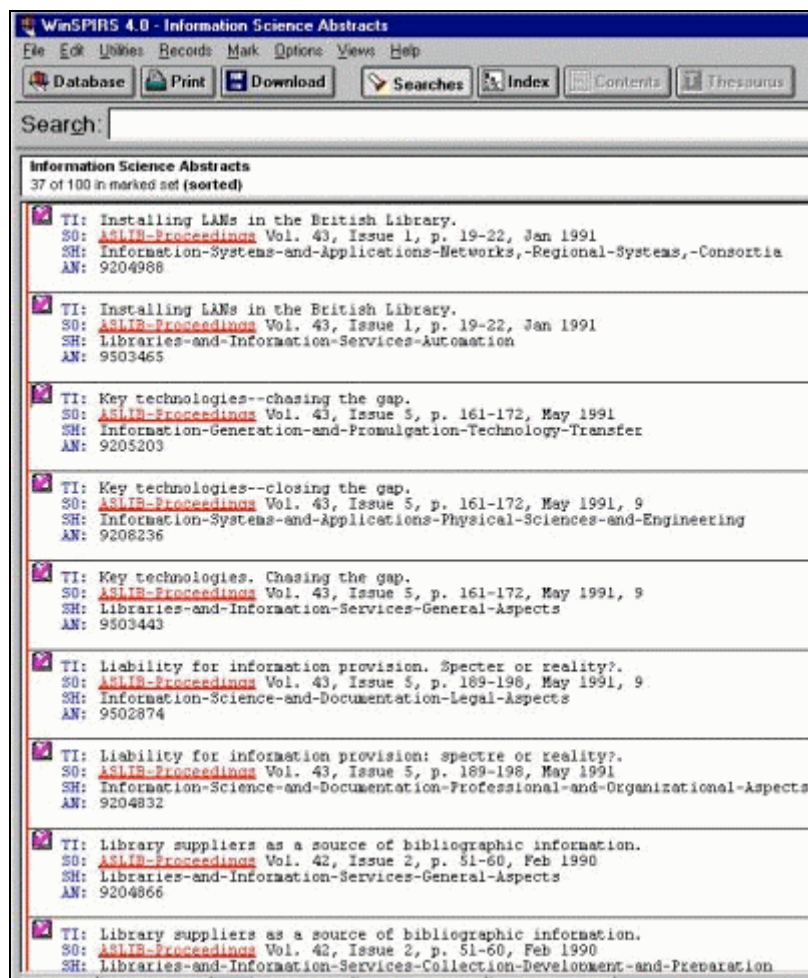 WinSPIRS 4.0 - Information Science Abstracts
File Edit Utilities Records Mark Options Views Help
Database Print Download Searches Index Contents Thesaurus
Search:
Information Science Abstracts
37 of 100 in marked set (sorted)
TI: Installing LANs in the British Library.
SO: ASLIB-Proceedings Vol. 43, Issue 1, p. 19-22, Jan 1991
SH: Information-Systems-and-Applications-Networks,-Regional-Systems,-Consortia
AN: 9204988
TI: Installing LANs in the British Library.
SO: ASLIB-Proceedings Vol. 43, Issue 1, p. 19-22, Jan 1991
SH: Libraries-and-Information-Services-Automation
AN: 9503465
TI: Key technologies--chasing the gap.
SO: ASLIB-Proceedings Vol. 43, Issue 5, p. 161-172, May 1991
SH: Information-Generation-and-Promulgation-Technology-Transfer
AN: 9205203
TI: Key technologies--closing the gap.
SO: ASLIB-Proceedings Vol. 43, Issue 5, p. 161-172, May 1991, 9
SH: Information-Systems-and-Applications-Physical-Sciences-and-Engineering
AN: 9208236
TI: Key technologies. Chasing the gap.
SO: ASLIB-Proceedings Vol. 43, Issue 5, p. 161-172, May 1991, 9
SH: Libraries-and-Information-Services-General-Aspects
AN: 9503443
TI: Liability for information provision. Specter or reality?.
SO: ASLIB-Proceedings Vol. 43, Issue 5, p. 189-198, May 1991, 9
SH: Information-Science-and-Documentation-Legal-Aspects
AN: 9502874
TI: Liability for information provision: spectre or reality?.
SO: ASLIB-Proceedings Vol. 43, Issue 5, p. 189-198, May 1991
SH: Information-Science-and-Documentation-Professional-and-Organizational-Aspects
AN: 9204832
TI: Library suppliers as a source of bibliographic information.
SO: ASLIB-Proceedings Vol. 42, Issue 2, p. 51-60, Feb 1990
SH: Libraries-and-Information-Services-General-Aspects
AN: 9204866
TI: Library suppliers as a source of bibliographic information.
SO: ASLIB-Proceedings Vol. 42, Issue 2, p. 51-60, Feb 1990
SH: Libraries-and-Information-Services-Collection-Development-and-Preparation